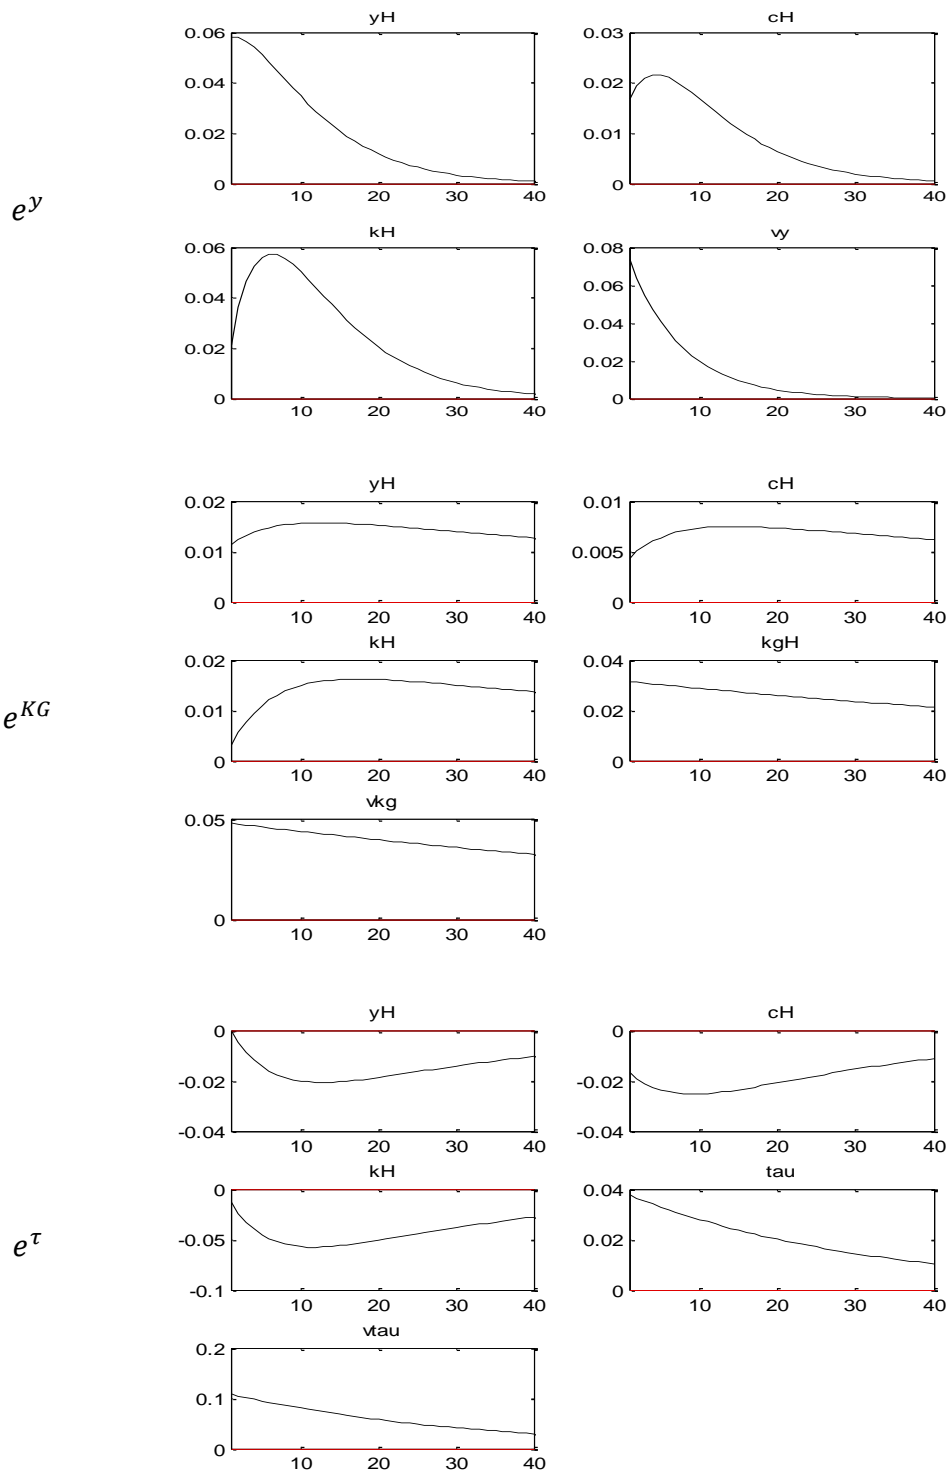 yH cH
0.06 0.03
0.04 0.02
0.02 0.01
0 0
10 20 30 40 10 20 30 40
e^y
kH vy
0.06 0.08
0.04 0.06
0.02 0.04
0 0.02
0
10 20 30 40 10 20 30 40
yH cH
0.02 0.01
0.01 0.005
0 0
10 20 30 40 10 20 30 40
kH kgH
0.02 0.04
0.01 0.02
0 0
10 20 30 40 10 20 30 40
e^KG
vkg
0.05
0
10 20 30 40
yH cH
0 0
-0.02 -0.02
-0.04 -0.04
10 20 30 40 10 20 30 40
kH tau
0 0.04
-0.05 0.02
-0.1 0
10 20 30 40 10 20 30 40
e^τ
vtau
0.2
0.1
0
10 20 30 40